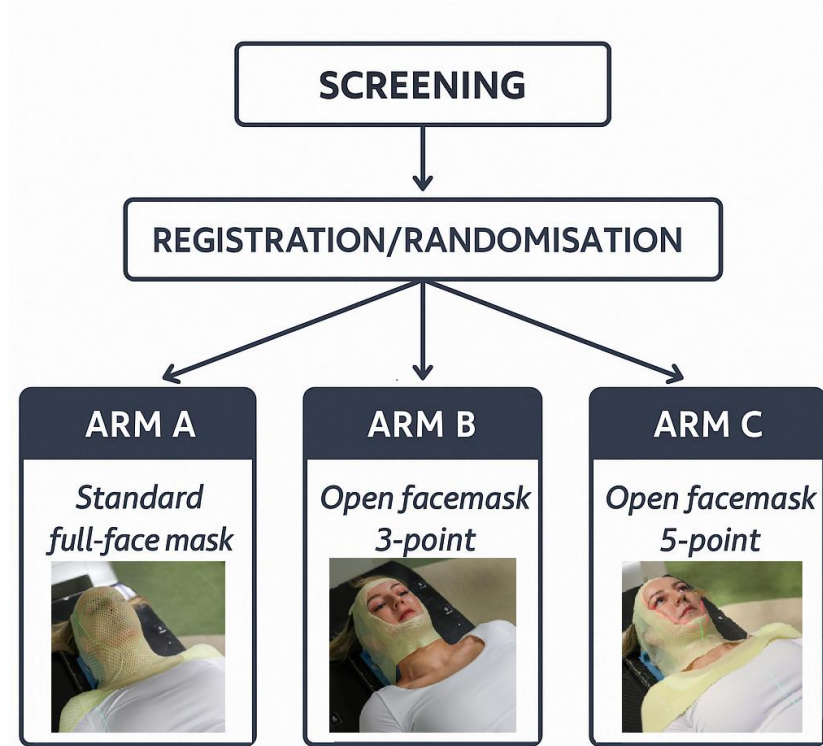 SCREENING
REGISTRATION/RANDOMISATION
ARM A
Standard
full-face mask
ARM B
Open facemask
3-point
ARM C
Open facemask
5-point